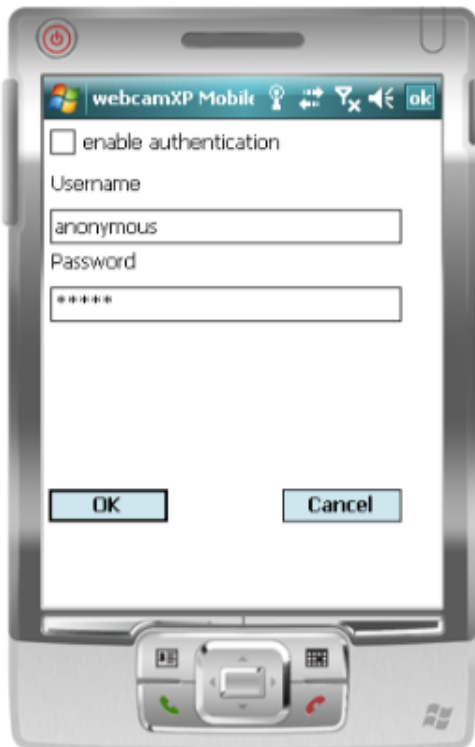 webcamXP Mobile ok
enable authentication
Username
anonymous
Password
*****
OK Cancel